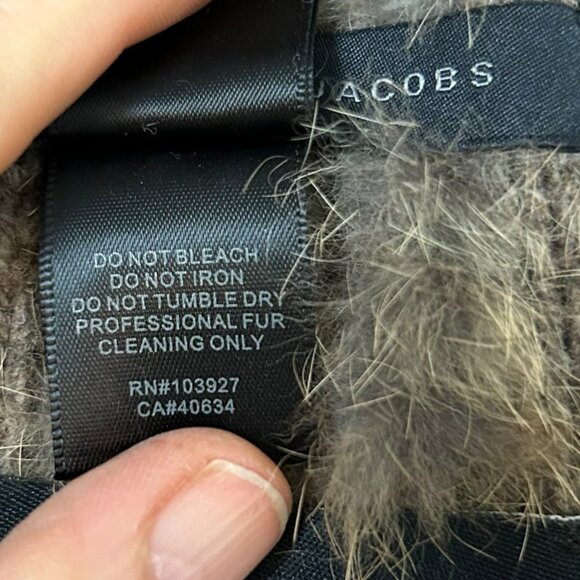 JACOBS
DO NOT BLEACH
DO NOT IRON
DO NOT TUMBLE DRY
PROFESSIONAL FUR
CLEANING ONLY
RN#103927
CA#40634